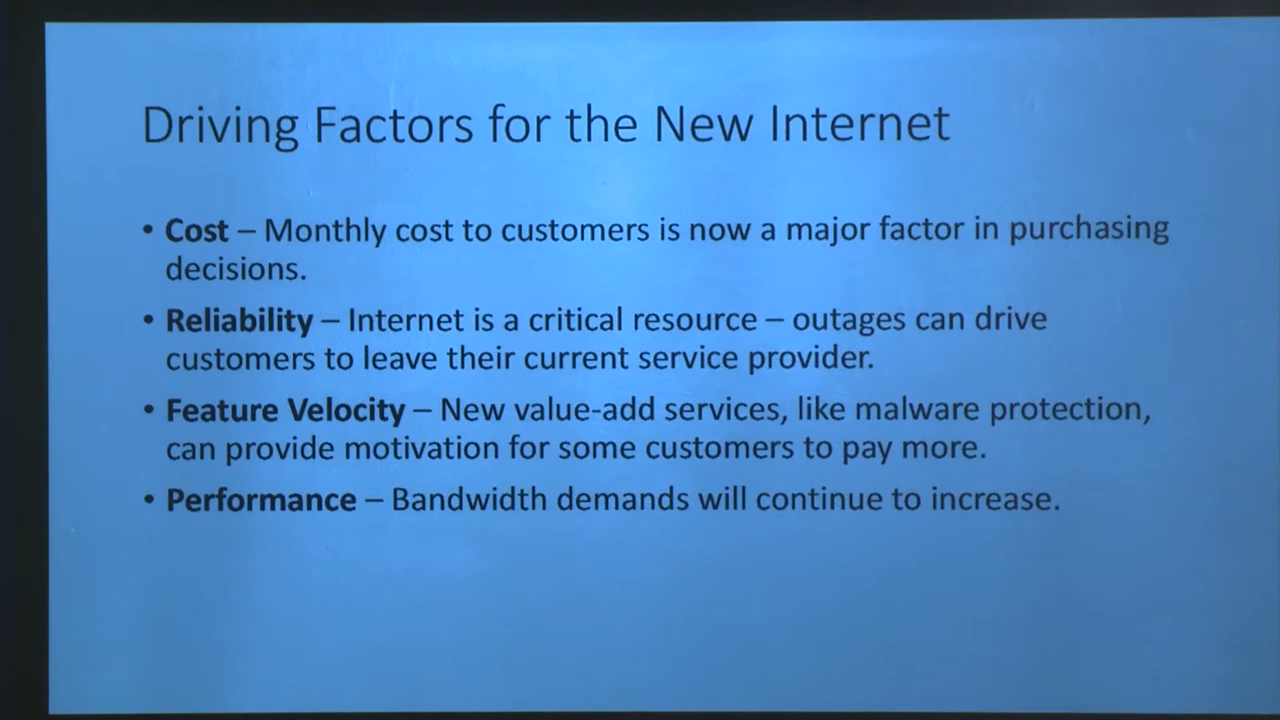 Driving Factors for the New Internet
• Cost – Monthly cost to customers is now a major factor in purchasing
decisions.
• Reliability – Internet is a critical resource – outages can drive
customers to leave their current service provider.
• Feature Velocity – New value-add services, like malware protection,
can provide motivation for some customers to pay more.
• Performance – Bandwidth demands will continue to increase.